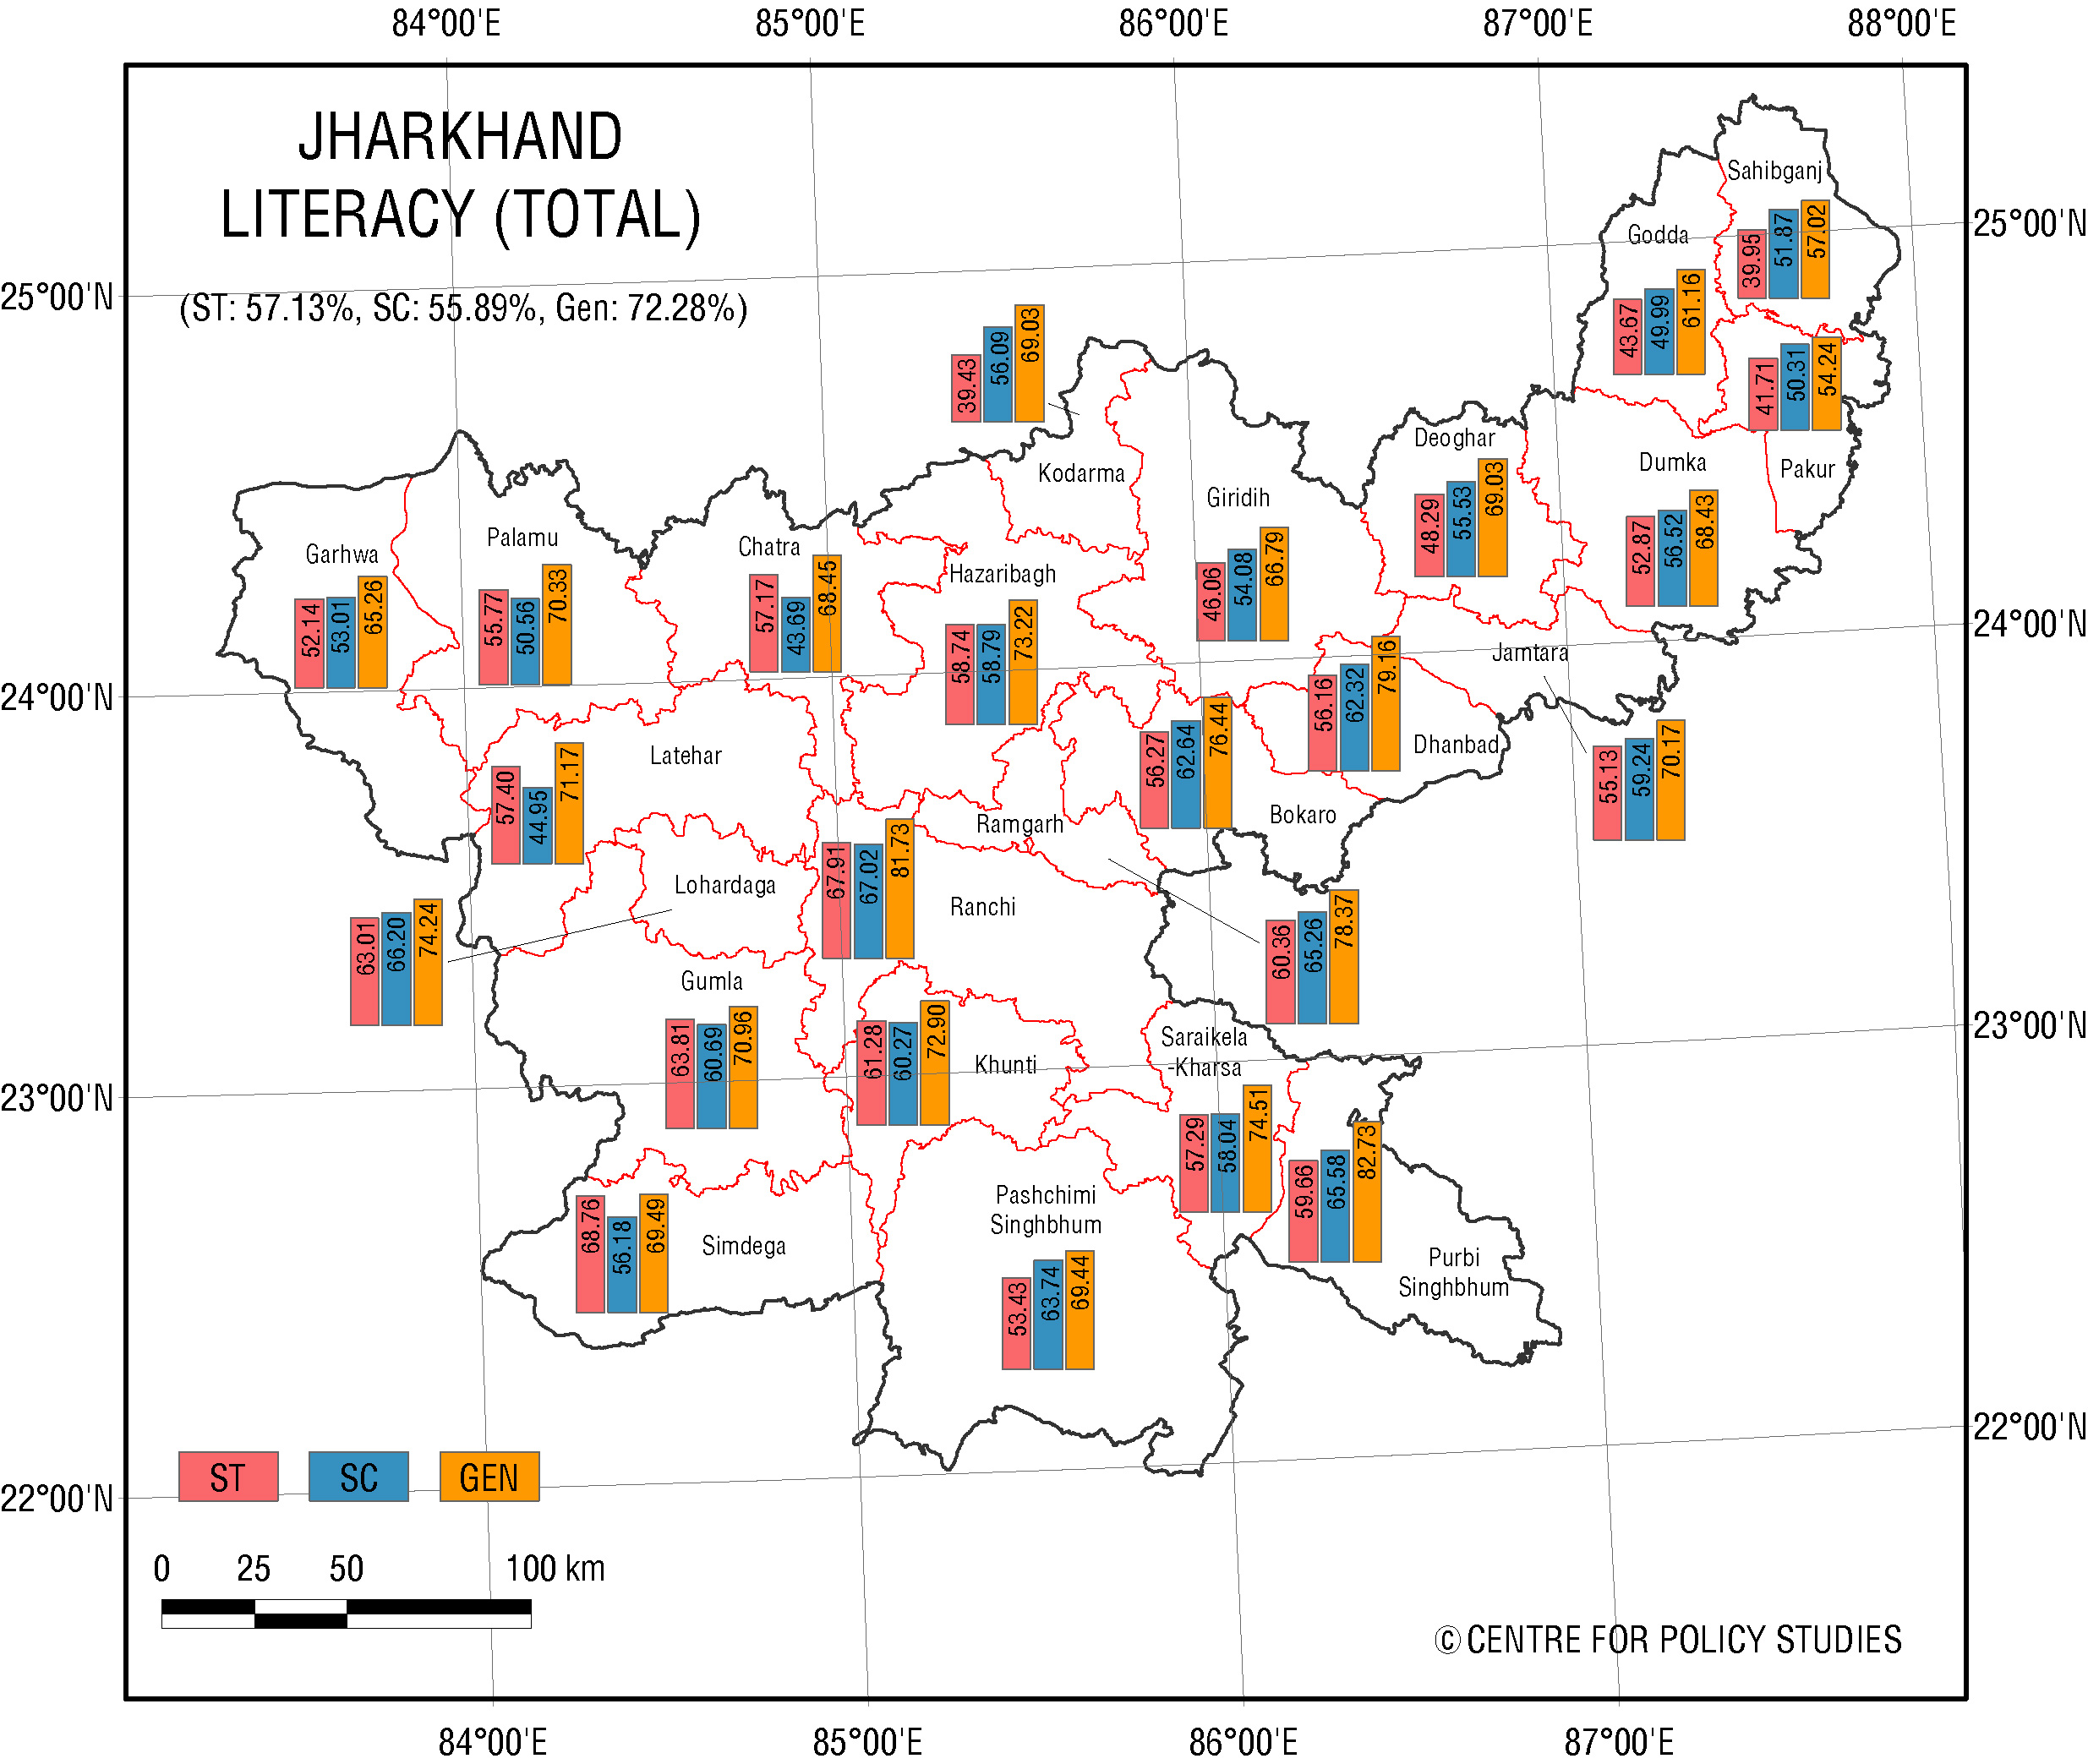 84°00'E 85°00'E 86°00'E 87°00'E 88°00'E
JHARKHAND
LITERACY (TOTAL)
(ST: 57.13%, SC: 55.89%, Gen: 72.28%)
25°00'N
25°00'N
24°00'N
24°00'N
23°00'N
23°00'N
22°00'N
22°00'N
Sahibganj
39.95 51.87 57.02
Godda
43.67 49.99 61.16
41.71 50.31 54.24
Pakur
39.43 56.09 69.03
Kodarma
Deoghar
48.29 55.53 69.03
Dumka
52.87 56.52 68.43
Giridih
46.06 54.08 66.79
Garhwa
52.14 53.01 65.26
Palamu
55.77 50.56 70.33
Chatra
57.17 43.69 68.45
Hazaribagh
58.74 58.79 73.22
Jamtara
55.13 59.24 70.17
56.16 62.32 79.16
Dhanbad
56.27 62.64 76.44
Bokaro
Latehar
57.40 44.95 71.17
Ramgarh
60.36 65.26 78.37
Lohardaga
63.01 66.20 74.24
67.91 67.02 81.73
Ranchi
Gumla
63.81 60.69 70.96
61.28 60.27 72.90
Khunti
Saraikela
-Kharsa
57.29 58.04 74.51
59.66 65.58 82.73
Purbi
Singhbhum
Pashchimi
Singhbhum
53.43 63.74 69.44
68.76 56.18 69.49
Simdega
ST SC GEN
0 25 50 100 km
© CENTRE FOR POLICY STUDIES
84°00'E 85°00'E 86°00'E 87°00'E